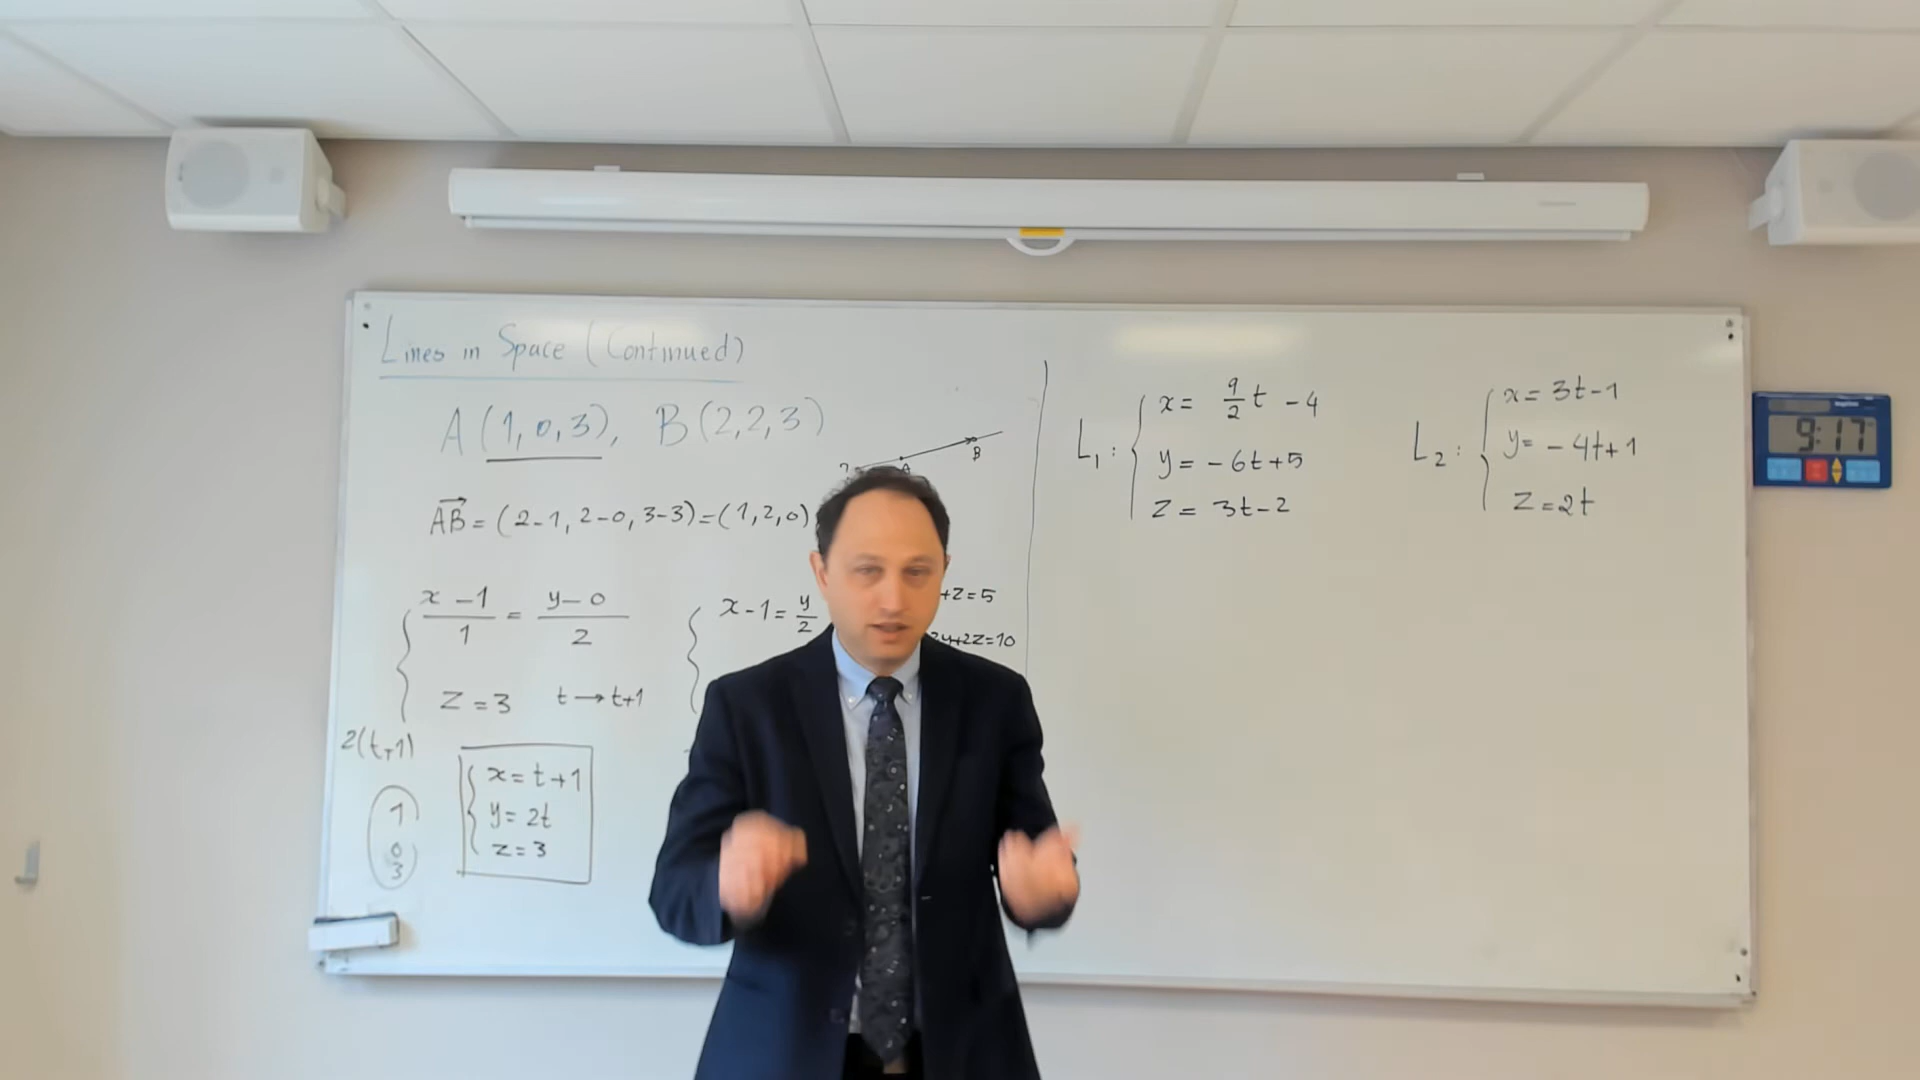 Lines in Space (Continued)
A (1, 0, 3), B (2, 2, 3)
A
B
AB = (2-1, 2-0, 3-3) = (1, 2, 0)
x - 1 / 1 = y - 0 / 2
z = 3
t → t+1
2(t+1)
1
0
3
x = t+1
y = 2t
z = 3
x - 1 = y / 2
+z = 5
+2z = 10
L1 :
x = 9/2 t - 4
y = -6t + 5
z = 3t - 2
L2 :
x = 3t - 1
y = - 4t + 1
z = 2t
9:17